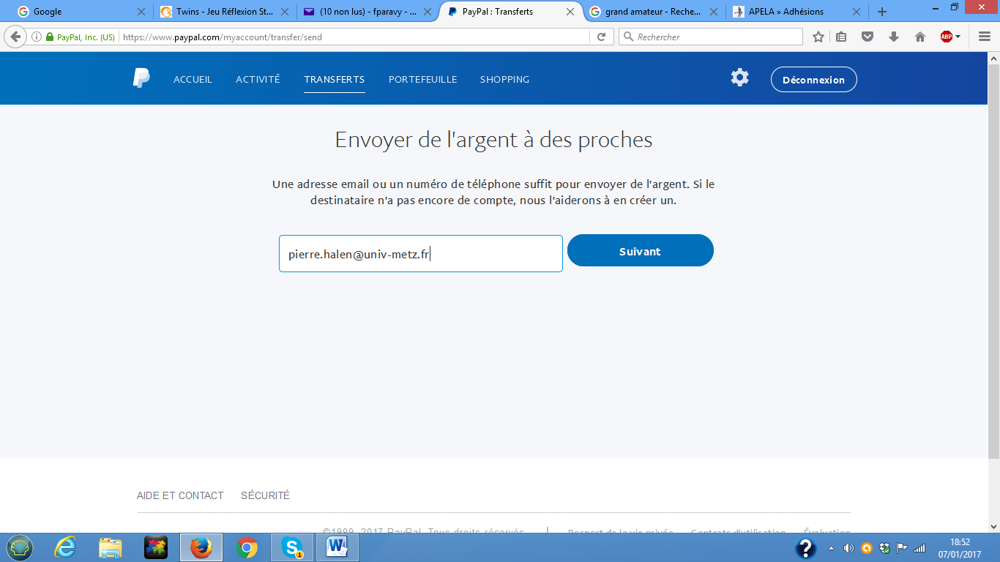 Google
Twins - Jeu Réflexion St...
(10 non lus) - fparavy - ...
PayPal : Transferts
grand amateur - Reche...
APELA » Adhésions
PayPal, Inc. (US)
https://www.paypal.com/myaccount/transfer/send
Rechercher
ABP
ACCUEIL
ACTIVITÉ
TRANSFERTS
PORTEFEUILLE
SHOPPING
Déconnexion
Envoyer de l'argent à des proches
Une adresse email ou un numéro de téléphone suffit pour envoyer de l'argent. Si le
destinataire n'a pas encore de compte, nous l'aiderons à en créer un.
pierre.halen@univ-metz.fr
Suivant
AIDE ET CONTACT
SÉCURITÉ
©1999-2017 PayPal. Tous droits réservés.
Respect de la vie privée
Contrats d'utilisation
Évaluation
18:52
07/01/2017